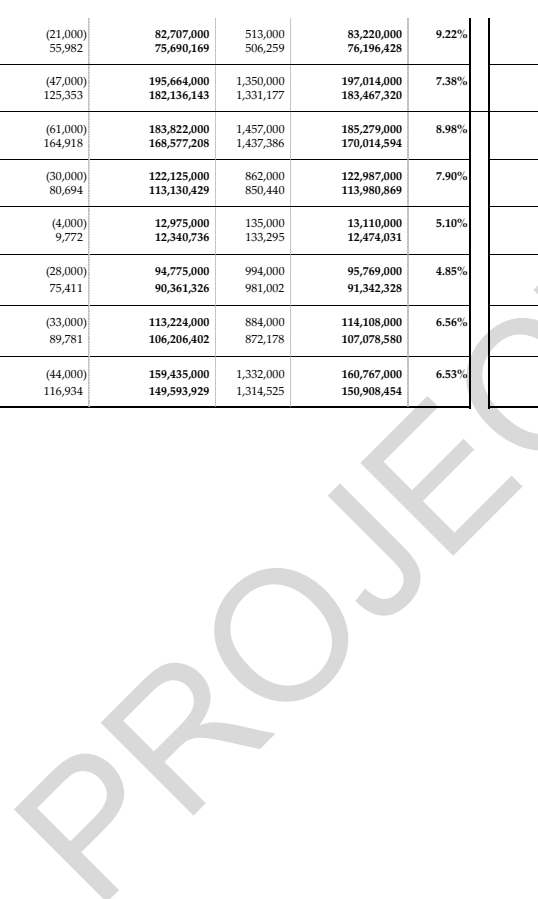 (21,000) 82,707,000 513,000 83,220,000 9.22%
55,982 75,690,169 506,259 76,196,428
(47,000) 195,664,000 1,350,000 197,014,000 7.38%
125,353 182,136,143 1,331,177 183,467,320
(61,000) 183,822,000 1,457,000 185,279,000 8.98%
164,918 168,577,208 1,437,386 170,014,594
(30,000) 122,125,000 862,000 122,987,000 7.90%
80,694 113,130,429 850,440 113,980,869
(4,000) 12,975,000 135,000 13,110,000 5.10%
9,772 12,340,736 133,295 12,474,031
(28,000) 94,775,000 994,000 95,769,000 4.85%
75,411 90,361,326 981,002 91,342,328
(33,000) 113,224,000 884,000 114,108,000 6.56%
89,781 106,206,402 872,178 107,078,580
(44,000) 159,435,000 1,332,000 160,767,000 6.53%
116,934 149,593,929 1,314,525 150,908,454
PROJEC